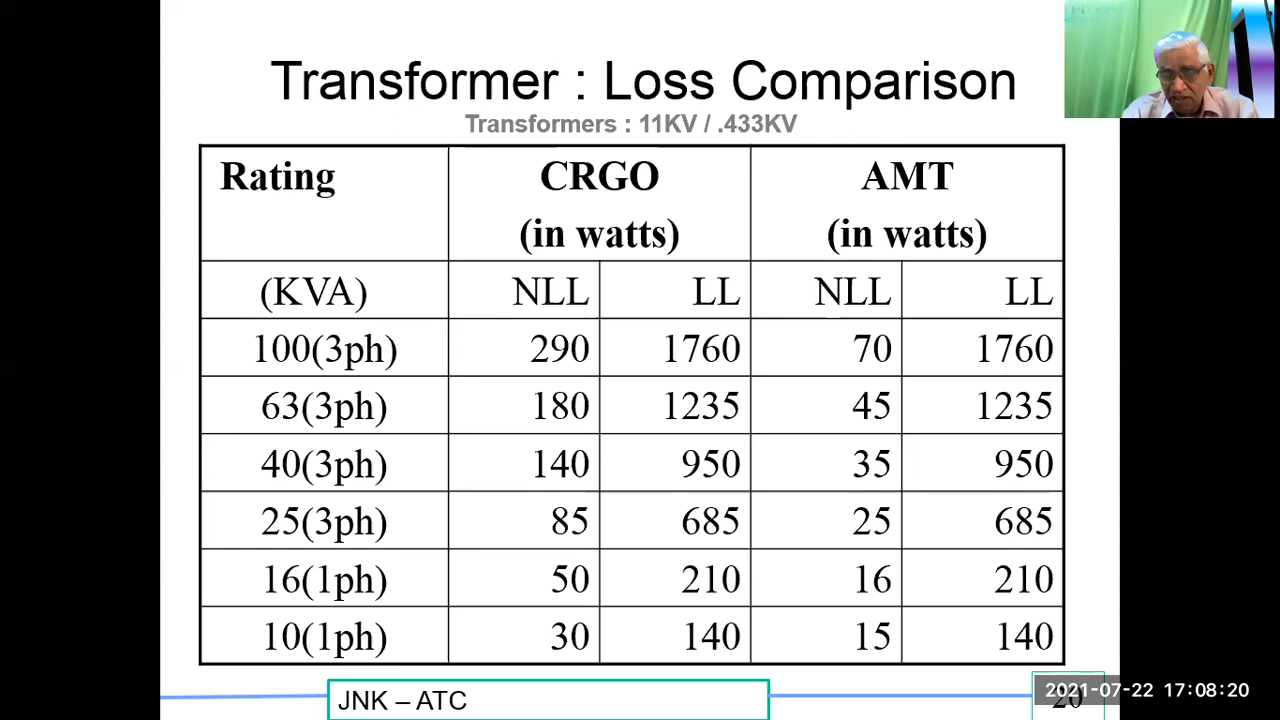 Transformer : Loss Comparison
Transformers : 11KV / .433KV
Rating CRGO AMT
(in watts) (in watts)
(KVA) NLL LL NLL LL
100(3ph) 290 1760 70 1760
63(3ph) 180 1235 45 1235
40(3ph) 140 950 35 950
25(3ph) 85 685 25 685
16(1ph) 50 210 16 210
10(1ph) 30 140 15 140
JNK – ATC
20
2021-07-22 17:08:20